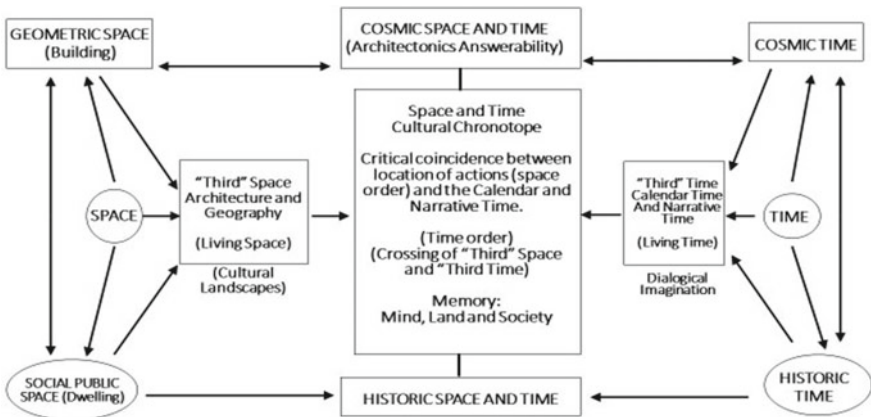 GEOMETRIC SPACE
(Building)
COSMIC SPACE AND TIME
(Architectonics Answerability)
COSMIC TIME
SPACE
"Third" Space
Architecture and
Geography
(Living Space)
(Cultural
Landscapes)
Space and Time
Cultural Chronotope
Critical coincidence between
location of actions (space
order) and the Calendar and
Narrative Time.
(Time order)
(Crossing of "Third" Space
and "Third Time)
Memory:
Mind, Land and Society
"Third" Time
Calendar Time
And Narrative
Time
(Living Time)
Dialogical
Imagination
TIME
SOCIAL PUBLIC
SPACE (Dwelling)
HISTORIC SPACE AND TIME
HISTORIC
TIME